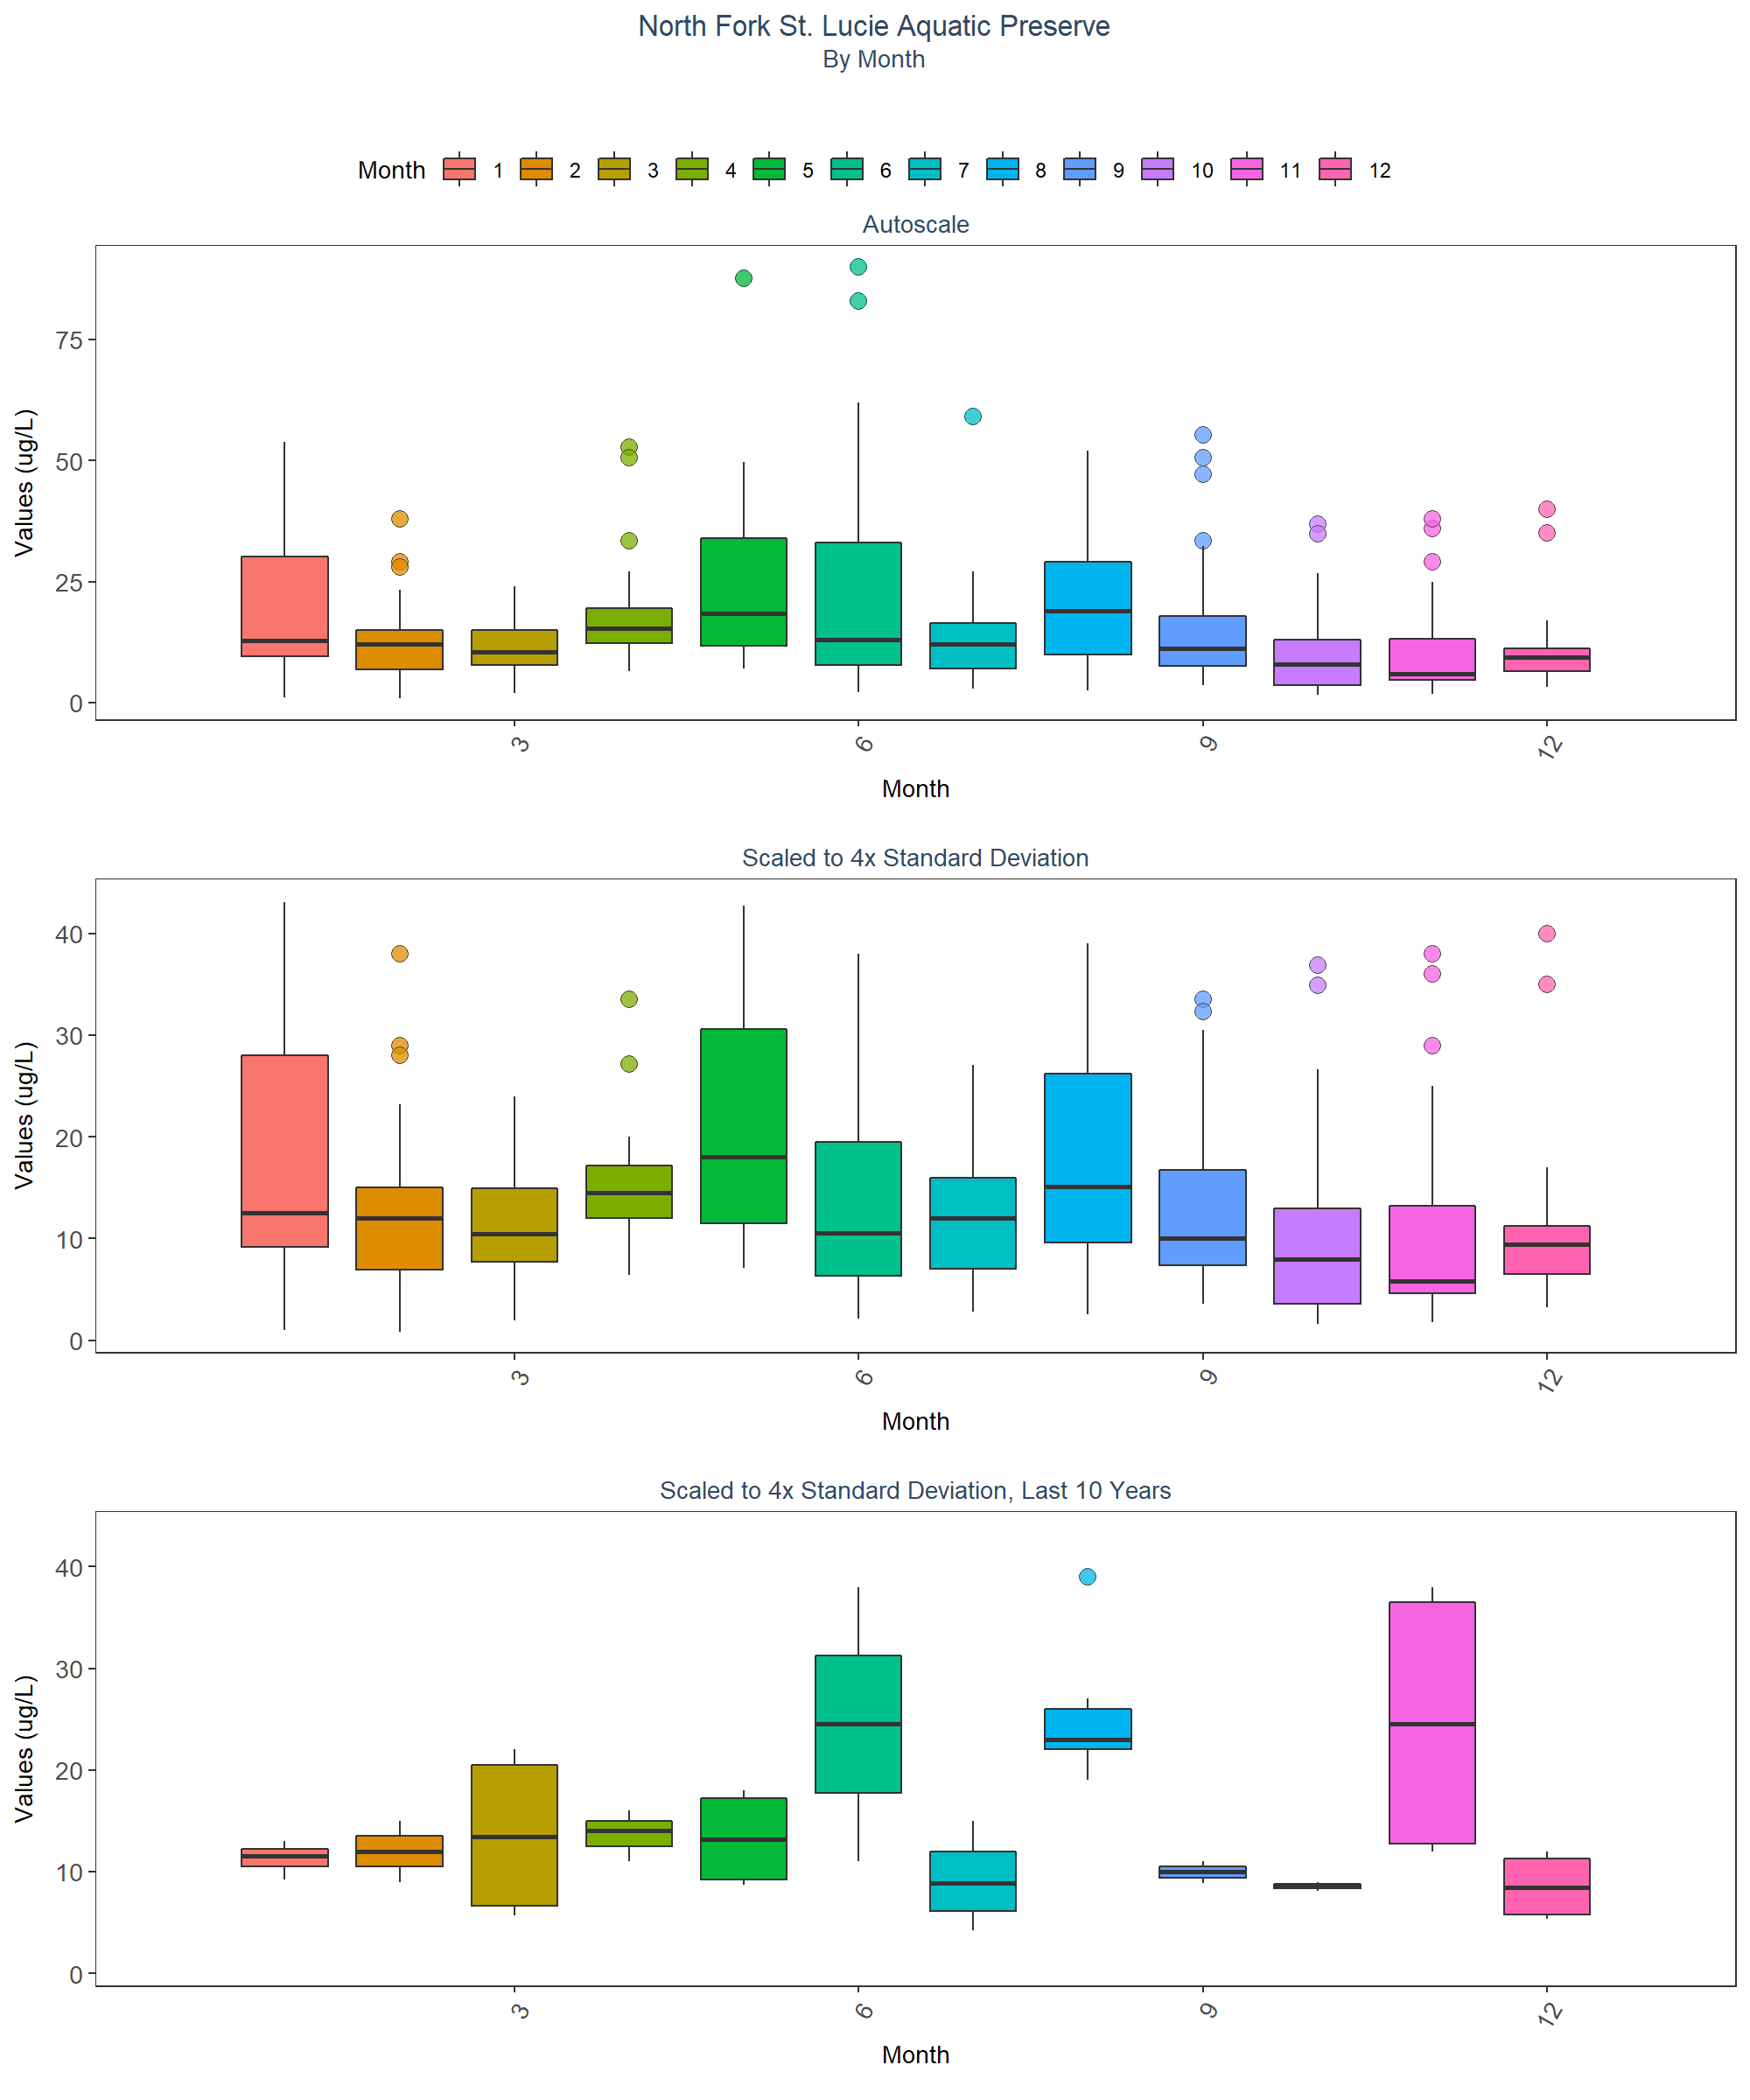 North Fork St. Lucie Aquatic Preserve
By Month
Month 1 2 3 4 5 6 7 8 9 10 11 12
Autoscale
Values (ug/L)
75
50
25
0
3 6 9 12
Month
Scaled to 4x Standard Deviation
Values (ug/L)
40
30
20
10
0
3 6 9 12
Month
Scaled to 4x Standard Deviation, Last 10 Years
Values (ug/L)
40
30
20
10
0
3 6 9 12
Month